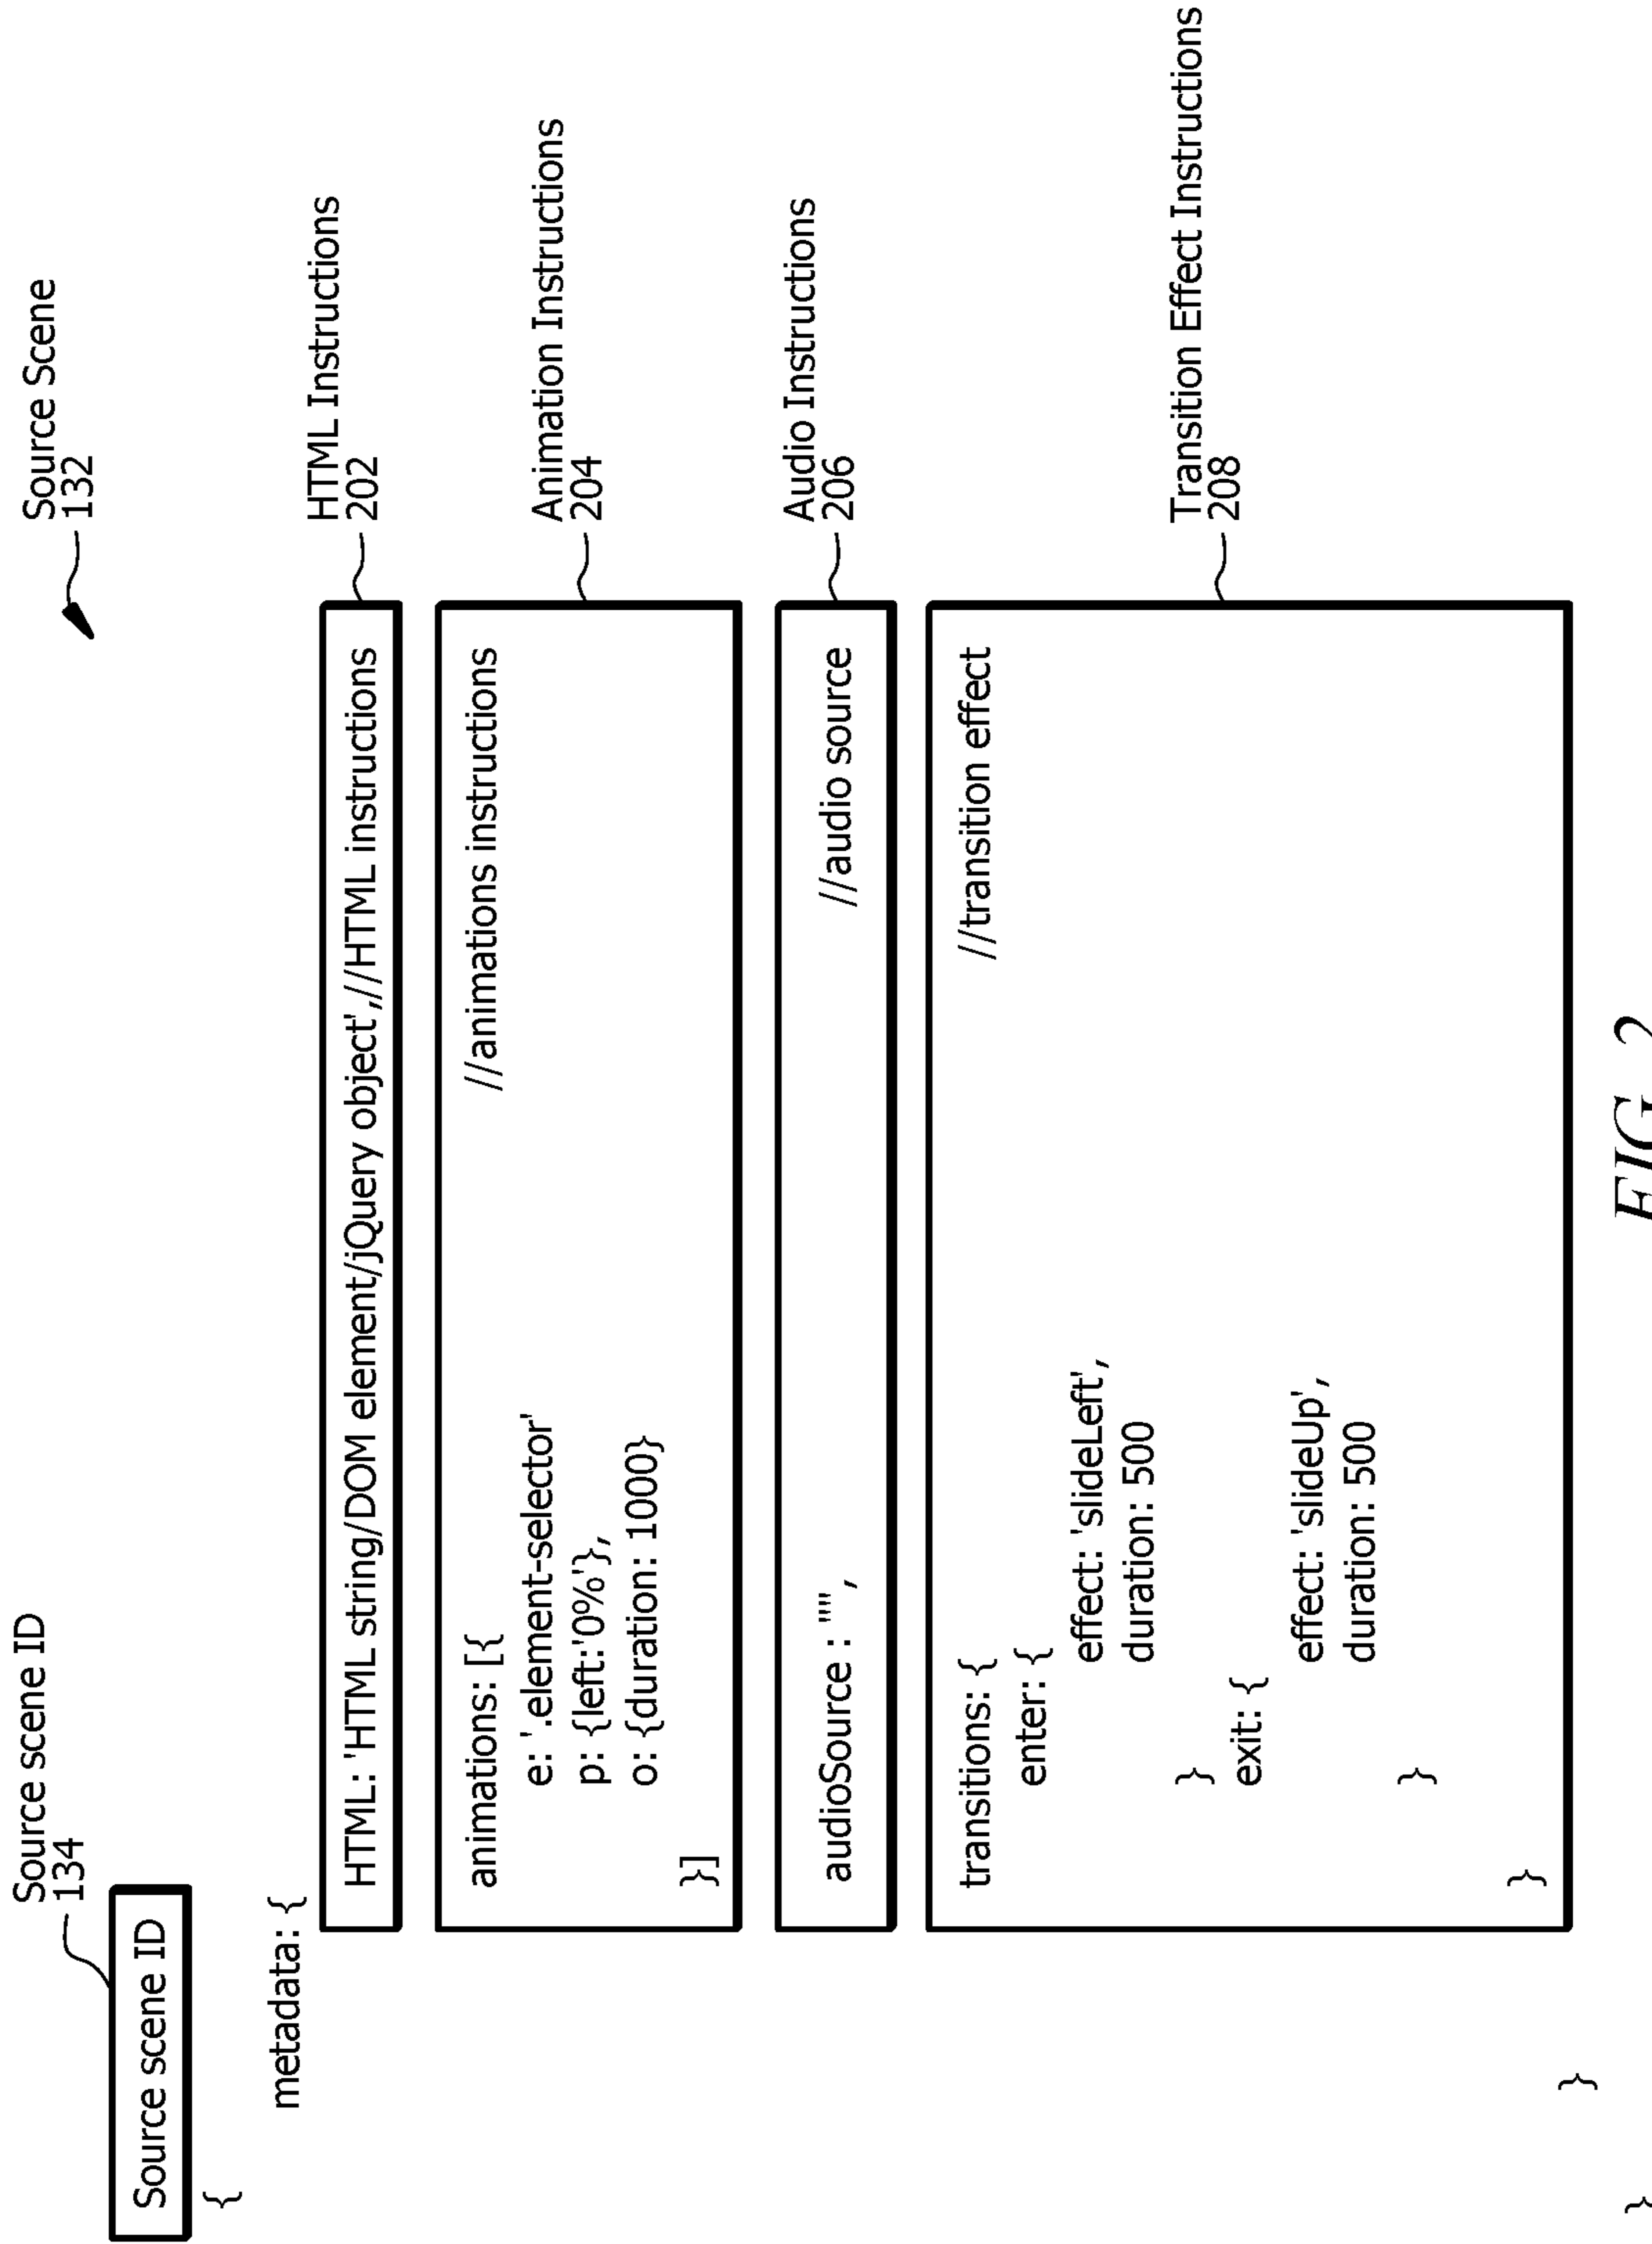 Source Scene
132
Source scene ID
134
Source scene ID
{
metadata: {
HTML: 'HTML string/DOM element/jQuery object',//HTML instructions
HTML Instructions
202
animations: [{ //animations instructions
e: '.element-selector'
p: {left:'0%'},
o: {duration: 1000}
}]
Animation Instructions
204
audioSource : "" , //audio source
Audio Instructions
206
transitions: { //transition effect
enter: {
effect: 'slideLeft',
duration: 500
}
exit: {
effect: 'slideUp',
duration: 500
}
}
Transition Effect Instructions
208
}
}
FIG. 2